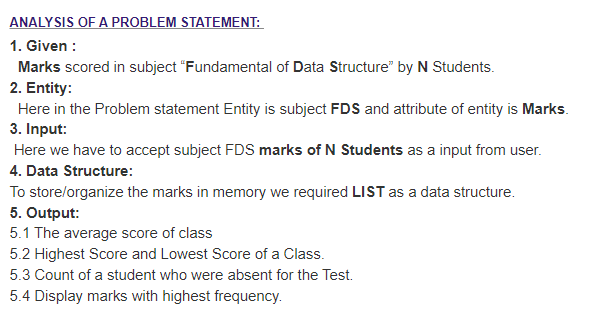 ANALYSIS OF A PROBLEM STATEMENT:
1. Given :
Marks scored in subject “Fundamental of Data Structure” by N Students.
2. Entity:
Here in the Problem statement Entity is subject FDS and attribute of entity is Marks.
3. Input:
Here we have to accept subject FDS marks of N Students as a input from user.
4. Data Structure:
To store/organize the marks in memory we required LIST as a data structure.
5. Output:
5.1 The average score of class
5.2 Highest Score and Lowest Score of a Class.
5.3 Count of a student who were absent for the Test.
5.4 Display marks with highest frequency.